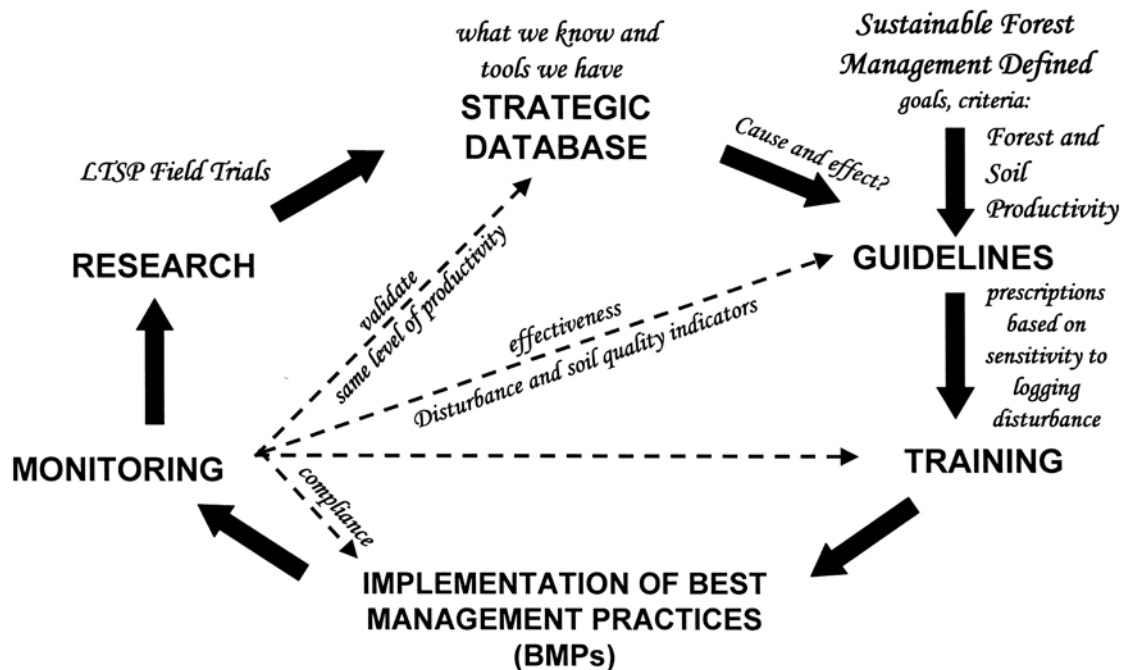 what we know and
tools we have
STRATEGIC
DATABASE
Sustainable Forest
Management Defined
goals, criteria:
Forest and
Soil
Productivity
Cause and effect?
LTSP Field Trials
RESEARCH
GUIDELINES
validate
same level of productivity
effectiveness
Disturbance and soil quality indicators
prescriptions
based on
sensitivity to
logging
disturbance
MONITORING
TRAINING
compliance
IMPLEMENTATION OF BEST
MANAGEMENT PRACTICES
(BMPs)